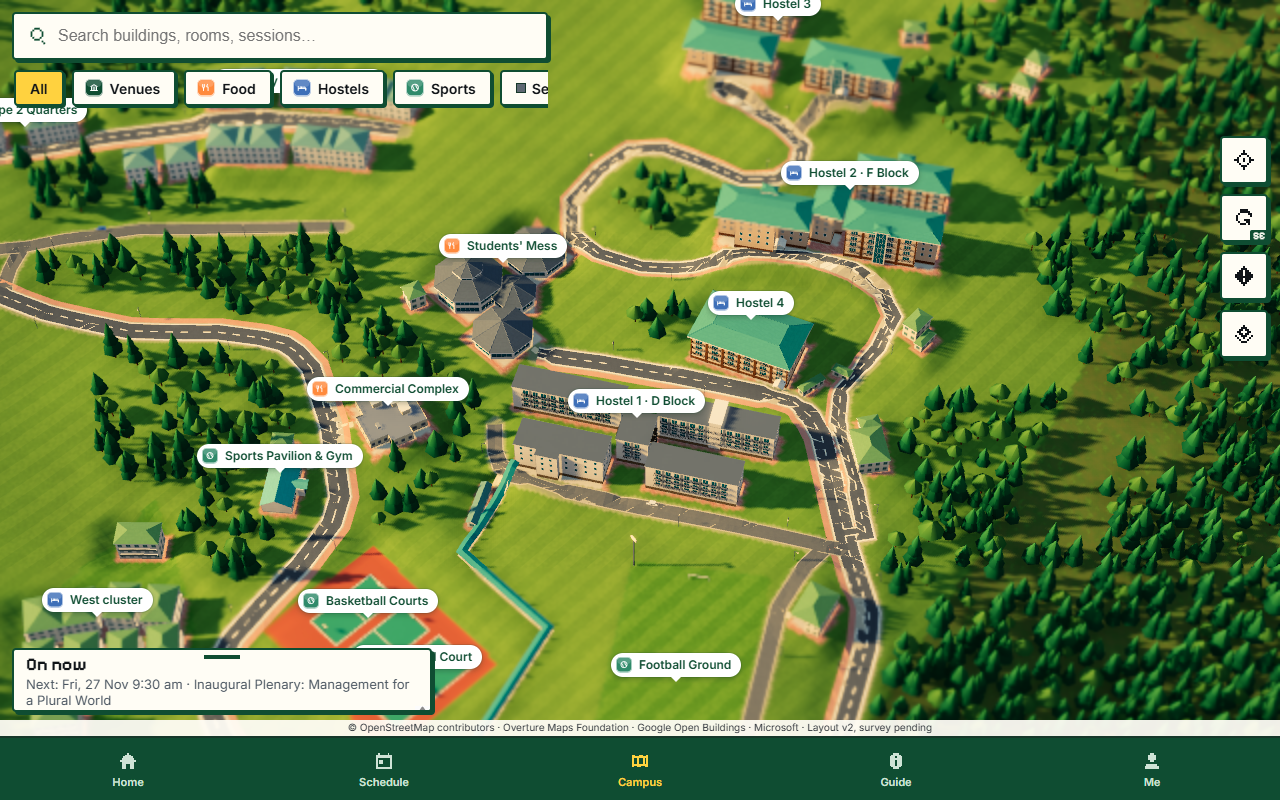 Hostel 3
Search buildings, rooms, sessions…
All
Venues
Food
Hostels
Sports
Se
pe 2 Quarters
Hostel 2 · F Block
Students' Mess
SE
Hostel 4
Commercial Complex
Hostel 1 · D Block
Sports Pavilion & Gym
West cluster
Basketball Courts
Court
Football Ground
On now
Next: Fri, 27 Nov 9:30 am · Inaugural Plenary: Management for
a Plural World
© OpenStreetMap contributors · Overture Maps Foundation · Google Open Buildings · Microsoft · Layout v2, survey pending
Home
Schedule
Campus
Guide
Me